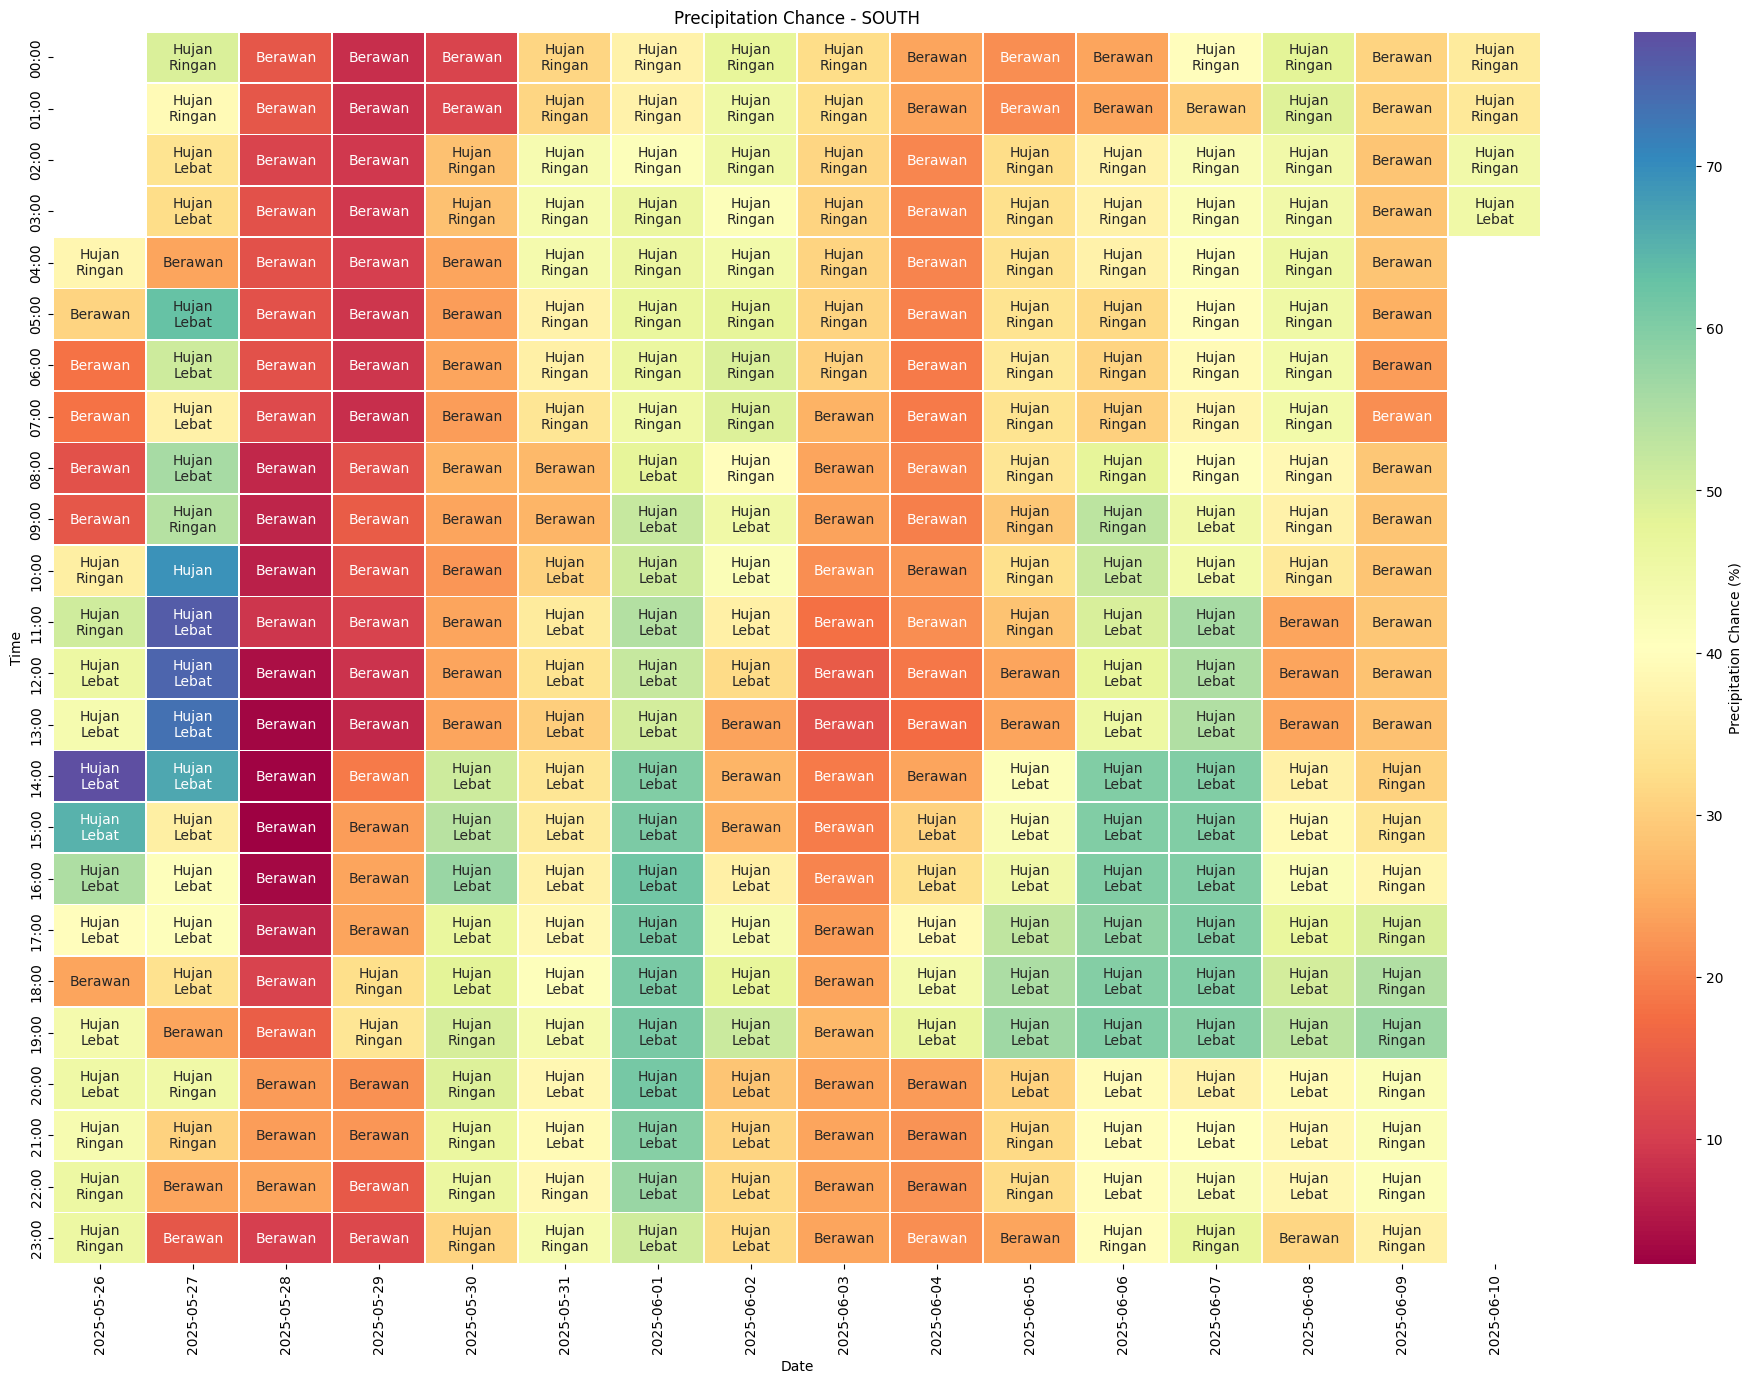 Precipitation Chance - SOUTH
00:00 Hujan Ringan Berawan Berawan Berawan Hujan Ringan Hujan Ringan Hujan Ringan Hujan Ringan Berawan Berawan Berawan Hujan Ringan Hujan Ringan Berawan Hujan Ringan
01:00 Hujan Ringan Berawan Berawan Berawan Hujan Ringan Hujan Ringan Hujan Ringan Hujan Ringan Berawan Berawan Berawan Berawan Hujan Ringan Berawan Hujan Ringan
02:00 Hujan Lebat Berawan Berawan Hujan Ringan Hujan Ringan Hujan Ringan Hujan Ringan Hujan Ringan Berawan Hujan Ringan Hujan Ringan Hujan Ringan Hujan Ringan Berawan Hujan Ringan
03:00 Hujan Lebat Berawan Berawan Hujan Ringan Hujan Ringan Hujan Ringan Hujan Ringan Hujan Ringan Berawan Hujan Ringan Hujan Ringan Hujan Ringan Hujan Ringan Berawan Hujan Lebat
04:00 Hujan Ringan Berawan Berawan Berawan Berawan Hujan Ringan Hujan Ringan Hujan Ringan Hujan Ringan Berawan Hujan Ringan Hujan Ringan Hujan Ringan Hujan Ringan Berawan
05:00 Berawan Hujan Lebat Berawan Berawan Berawan Hujan Ringan Hujan Ringan Hujan Ringan Hujan Ringan Berawan Hujan Ringan Hujan Ringan Hujan Ringan Hujan Ringan Berawan
06:00 Berawan Hujan Lebat Berawan Berawan Berawan Hujan Ringan Hujan Ringan Hujan Ringan Hujan Ringan Berawan Hujan Ringan Hujan Ringan Hujan Ringan Hujan Ringan Berawan
07:00 Berawan Hujan Lebat Berawan Berawan Berawan Hujan Ringan Hujan Ringan Hujan Ringan Berawan Berawan Hujan Ringan Hujan Ringan Hujan Ringan Hujan Ringan Berawan
08:00 Berawan Hujan Lebat Berawan Berawan Berawan Berawan Hujan Lebat Hujan Ringan Berawan Berawan Hujan Ringan Hujan Ringan Hujan Ringan Hujan Ringan Berawan
09:00 Berawan Hujan Ringan Berawan Berawan Berawan Berawan Hujan Lebat Hujan Lebat Berawan Berawan Hujan Ringan Hujan Ringan Hujan Lebat Hujan Ringan Berawan
10:00 Hujan Ringan Hujan Berawan Berawan Berawan Hujan Lebat Hujan Lebat Hujan Lebat Berawan Berawan Hujan Ringan Hujan Lebat Hujan Lebat Hujan Ringan Berawan
11:00 Hujan Ringan Hujan Lebat Berawan Berawan Berawan Hujan Lebat Hujan Lebat Hujan Lebat Berawan Berawan Hujan Ringan Hujan Lebat Hujan Lebat Berawan Berawan
12:00 Hujan Lebat Hujan Lebat Berawan Berawan Berawan Hujan Lebat Hujan Lebat Hujan Lebat Berawan Berawan Berawan Hujan Lebat Hujan Lebat Berawan Berawan
13:00 Hujan Lebat Hujan Lebat Berawan Berawan Berawan Hujan Lebat Hujan Lebat Berawan Berawan Berawan Berawan Hujan Lebat Hujan Lebat Berawan Berawan
14:00 Hujan Lebat Hujan Lebat Berawan Berawan Hujan Lebat Hujan Lebat Hujan Lebat Berawan Berawan Berawan Hujan Lebat Hujan Lebat Hujan Lebat Hujan Lebat Hujan Ringan
15:00 Hujan Lebat Hujan Lebat Berawan Berawan Hujan Lebat Hujan Lebat Hujan Lebat Berawan Berawan Hujan Lebat Hujan Lebat Hujan Lebat Hujan Lebat Hujan Lebat Hujan Ringan
16:00 Hujan Lebat Hujan Lebat Berawan Berawan Hujan Lebat Hujan Lebat Hujan Lebat Hujan Lebat Berawan Hujan Lebat Hujan Lebat Hujan Lebat Hujan Lebat Hujan Lebat Hujan Ringan
17:00 Hujan Lebat Hujan Lebat Berawan Berawan Hujan Lebat Hujan Lebat Hujan Lebat Hujan Lebat Berawan Hujan Lebat Hujan Lebat Hujan Lebat Hujan Lebat Hujan Lebat Hujan Ringan
18:00 Berawan Hujan Lebat Berawan Hujan Ringan Hujan Lebat Hujan Lebat Hujan Lebat Hujan Lebat Berawan Hujan Lebat Hujan Lebat Hujan Lebat Hujan Lebat Hujan Lebat Hujan Ringan
19:00 Hujan Lebat Berawan Berawan Hujan Ringan Hujan Ringan Hujan Lebat Hujan Lebat Hujan Lebat Berawan Hujan Lebat Hujan Lebat Hujan Lebat Hujan Lebat Hujan Lebat Hujan Ringan
20:00 Hujan Lebat Hujan Ringan Berawan Berawan Hujan Ringan Hujan Lebat Hujan Lebat Hujan Lebat Berawan Berawan Hujan Lebat Hujan Lebat Hujan Lebat Hujan Lebat Hujan Ringan
21:00 Hujan Ringan Hujan Ringan Berawan Berawan Hujan Ringan Hujan Lebat Hujan Lebat Hujan Lebat Berawan Berawan Hujan Ringan Hujan Lebat Hujan Lebat Hujan Lebat Hujan Ringan
22:00 Hujan Ringan Berawan Berawan Berawan Hujan Ringan Hujan Ringan Hujan Lebat Hujan Lebat Berawan Berawan Hujan Ringan Hujan Lebat Hujan Lebat Hujan Lebat Hujan Ringan
23:00 Hujan Ringan Berawan Berawan Berawan Hujan Ringan Hujan Ringan Hujan Lebat Hujan Lebat Berawan Berawan Berawan Hujan Ringan Hujan Ringan Berawan Hujan Ringan
Time
2025-05-26 2025-05-27 2025-05-28 2025-05-29 2025-05-30 2025-05-31 2025-06-01 2025-06-02 2025-06-03 2025-06-04 2025-06-05 2025-06-06 2025-06-07 2025-06-08 2025-06-09 2025-06-10
Date
70
60
50
40
30
20
10
Precipitation Chance (%)